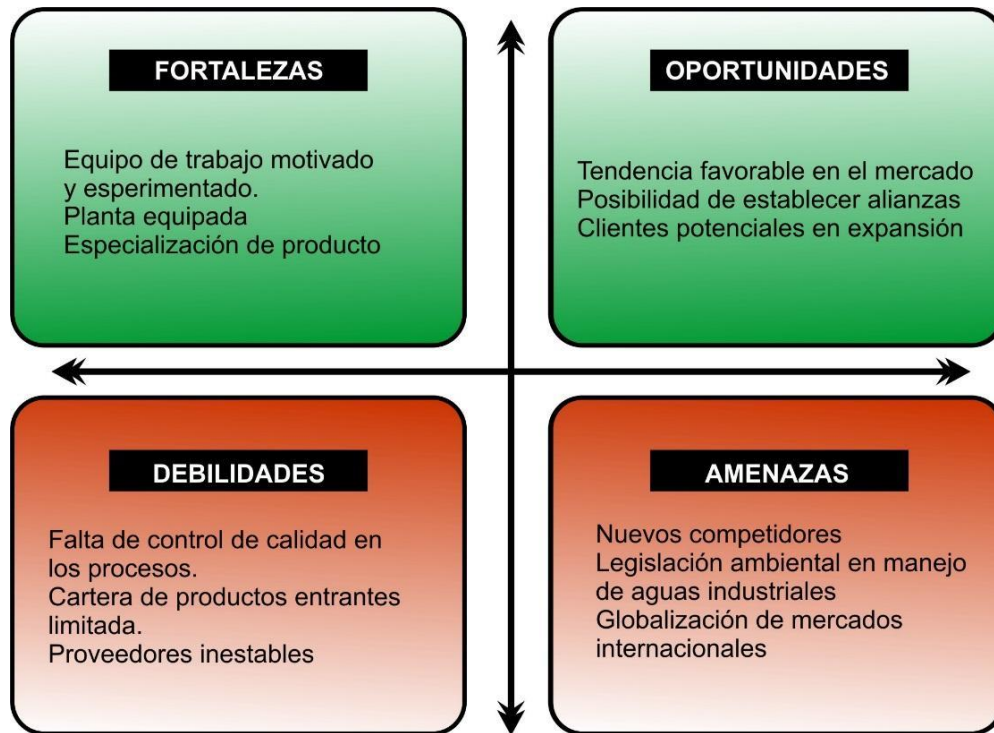 FORTALEZAS
Equipo de trabajo motivado
y esperimentado.
Planta equipada
Especialización de producto
OPORTUNIDADES
Tendencia favorable en el mercado
Posibilidad de establecer alianzas
Clientes potenciales en expansión
DEBILIDADES
Falta de control de calidad en
los procesos.
Cartera de productos entrantes
limitada.
Proveedores inestables
AMENAZAS
Nuevos competidores
Legislación ambiental en manejo
de aguas industriales
Globalización de mercados
internacionales